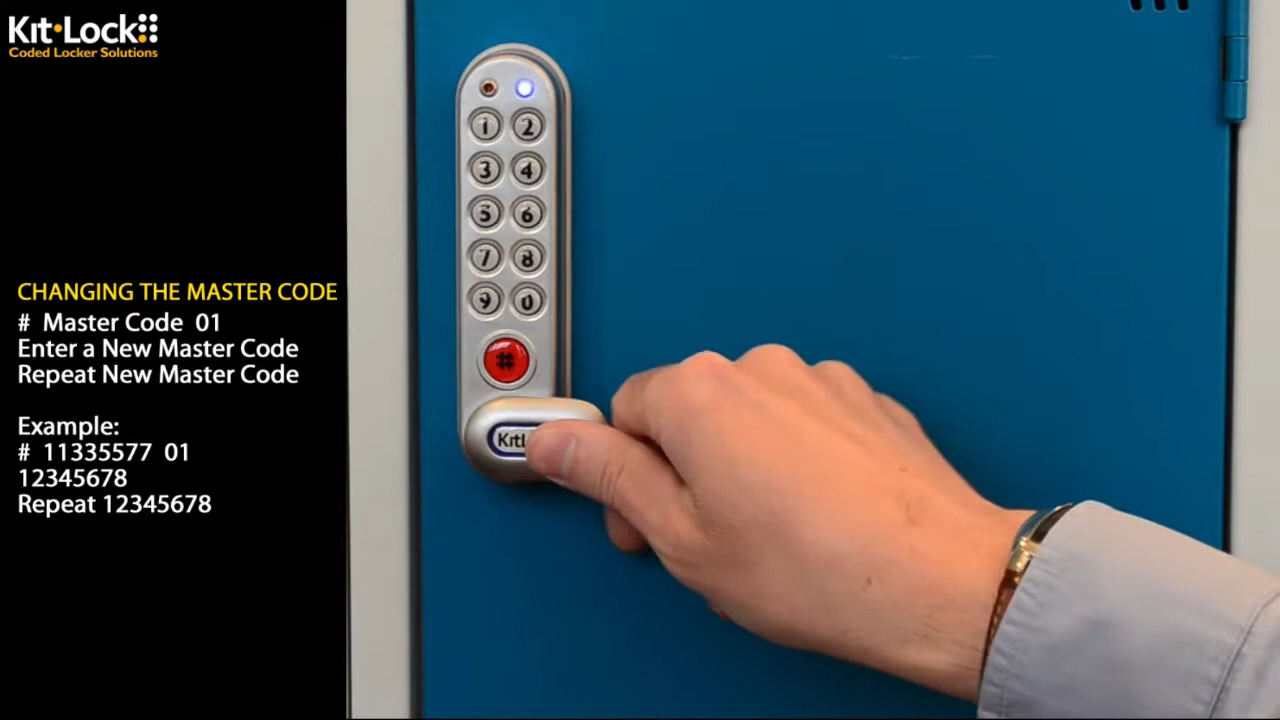 Kit·Lock
Coded Locker Solutions
CHANGING THE MASTER CODE
# Master Code 01
Enter a New Master Code
Repeat New Master Code
Example:
# 11335577 01
12345678
Repeat 12345678
1 2
3 4
5 6
7 8
9 0
#
KitL